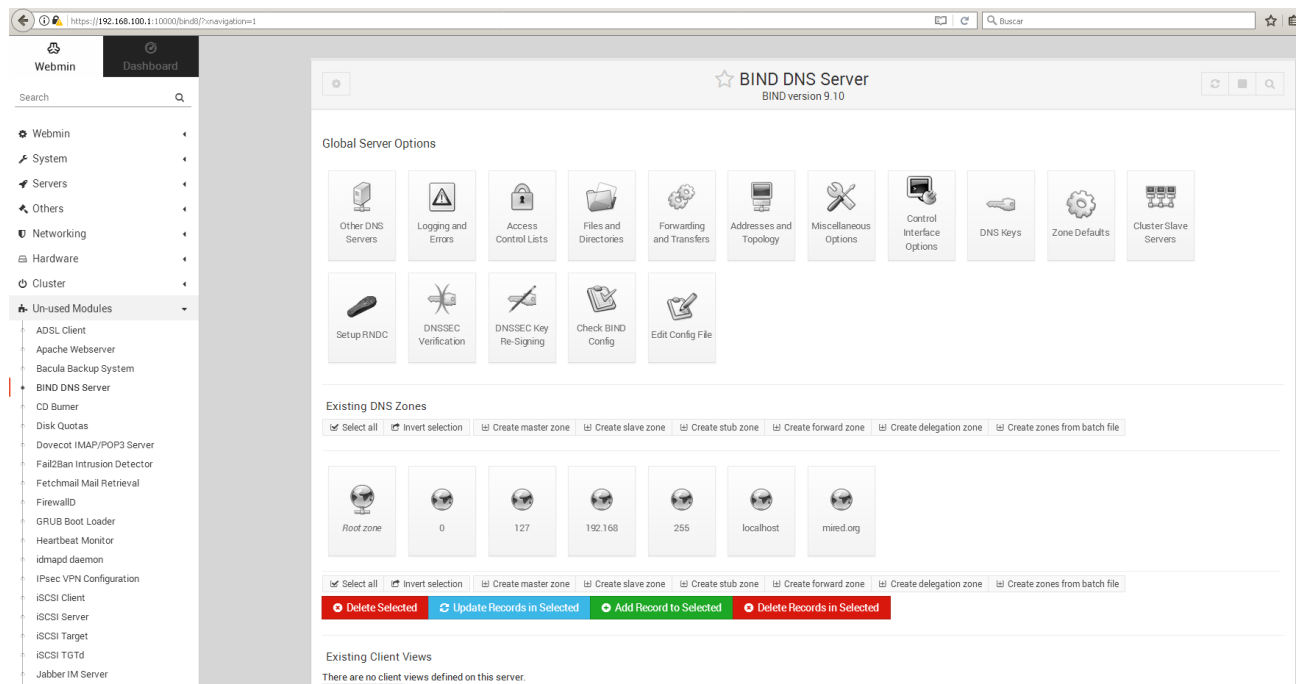 https://192.168.100.1:10000/bind8/?xnavigation=1
Buscar
Webmin
Dashboard
Search
Webmin
System
Servers
Others
Networking
Hardware
Cluster
Un-used Modules
ADSL Client
Apache Webserver
Bacula Backup System
BIND DNS Server
CD Burner
Disk Quotas
Dovecot IMAP/POP3 Server
Fail2Ban Intrusion Detector
Fetchmail Mail Retrieval
FirewallD
GRUB Boot Loader
Heartbeat Monitor
idmapd daemon
IPsec VPN Configuration
iSCSI Client
iSCSI Server
iSCSI Target
iSCSI TGTd
Jabber IM Server
BIND DNS Server
BIND version 9.10
Global Server Options
Other DNS
Servers
Logging and
Errors
Access
Control Lists
Files and
Directories
Forwarding
and Transfers
Addresses and
Topology
Miscellaneous
Options
Control
Interface
Options
DNS Keys
Zone Defaults
Cluster Slave
Servers
Setup RNDC
DNSSEC
Verification
DNSSEC Key
Re-Signing
Check BIND
Config
Edit Config File
Existing DNS Zones
Select all Invert selection Create master zone Create slave zone Create stub zone Create forward zone Create delegation zone Create zones from batch file
Root zone
0
127
192.168
255
localhost
mired.org
Select all Invert selection Create master zone Create slave zone Create stub zone Create forward zone Create delegation zone Create zones from batch file
Delete Selected Update Records in Selected Add Record to Selected Delete Records in Selected
Existing Client Views
There are no client views defined on this server.